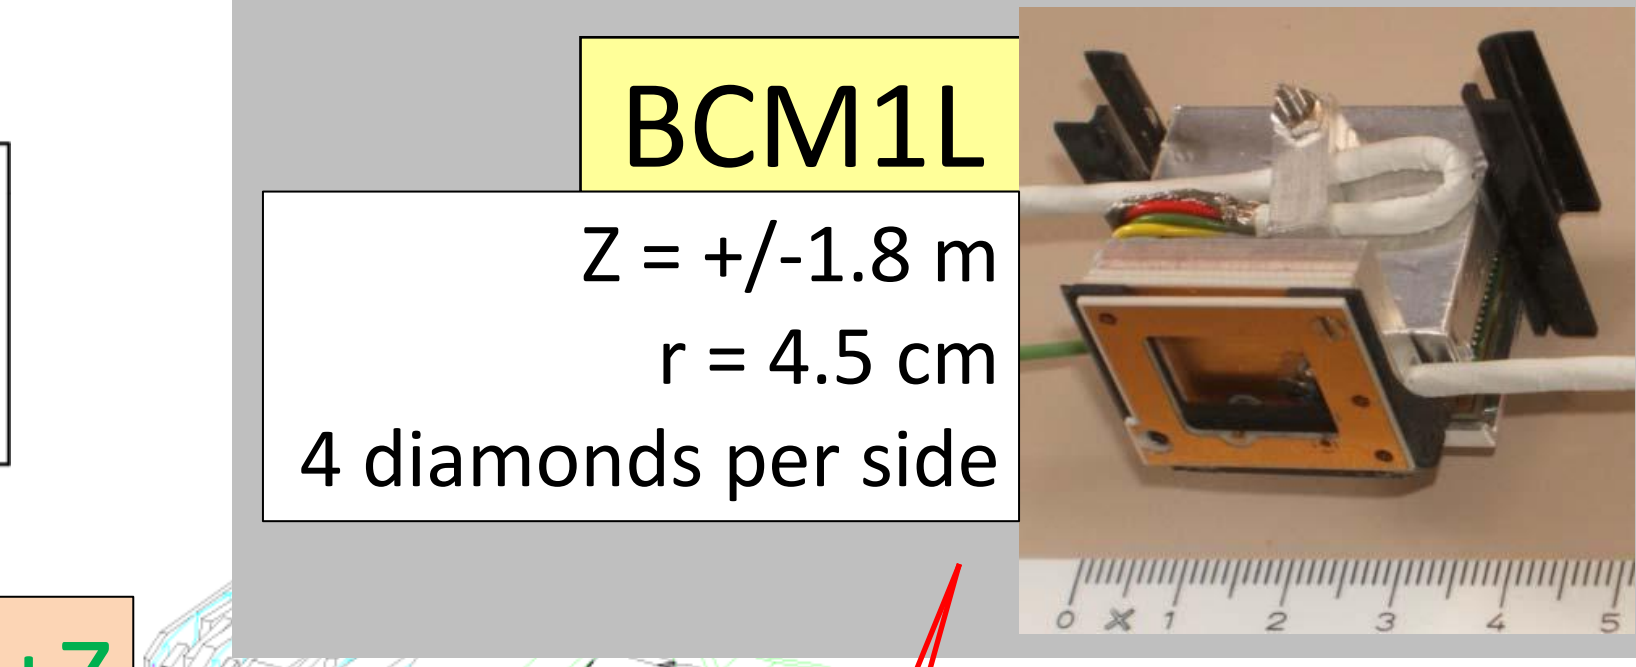 BCM1L
Z = +/-1.8 m
r = 4.5 cm
4 diamonds per side
0 1 2 3 4 5
+Z